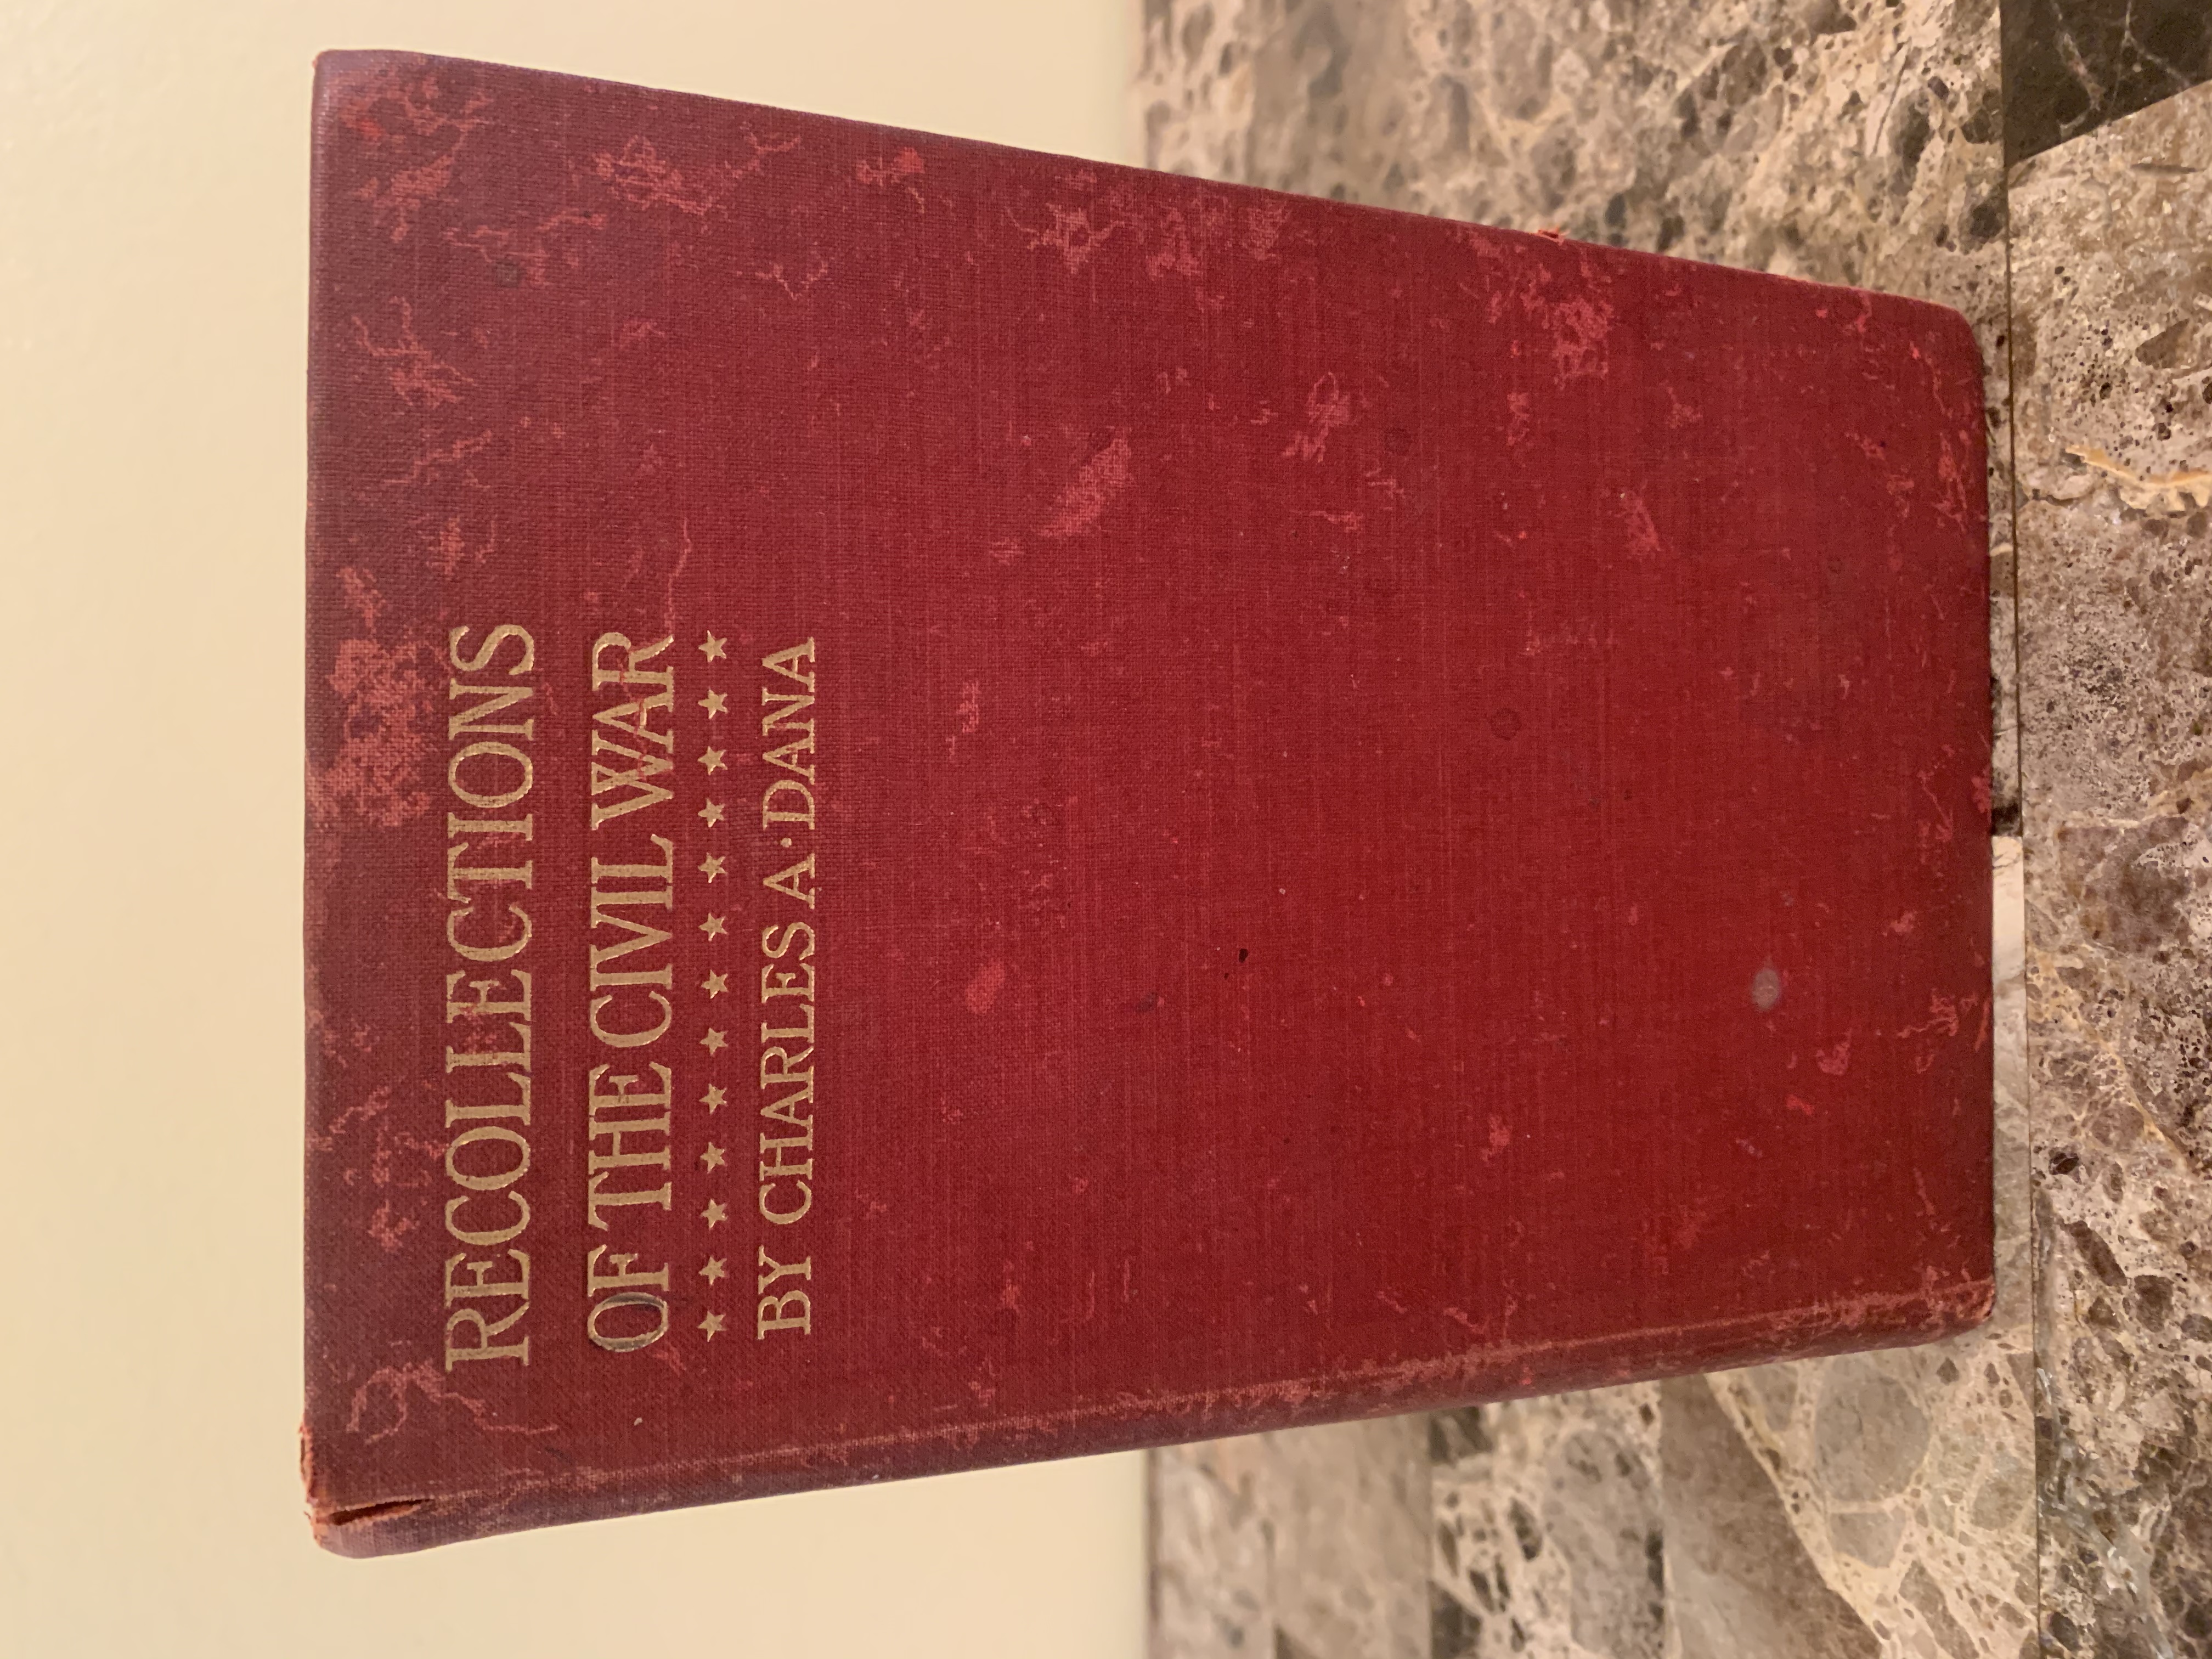 RECOLLECTIONS
OF THE CIVIL WAR
★★★★★★★★★★★★★
BY CHARLES A·DANA